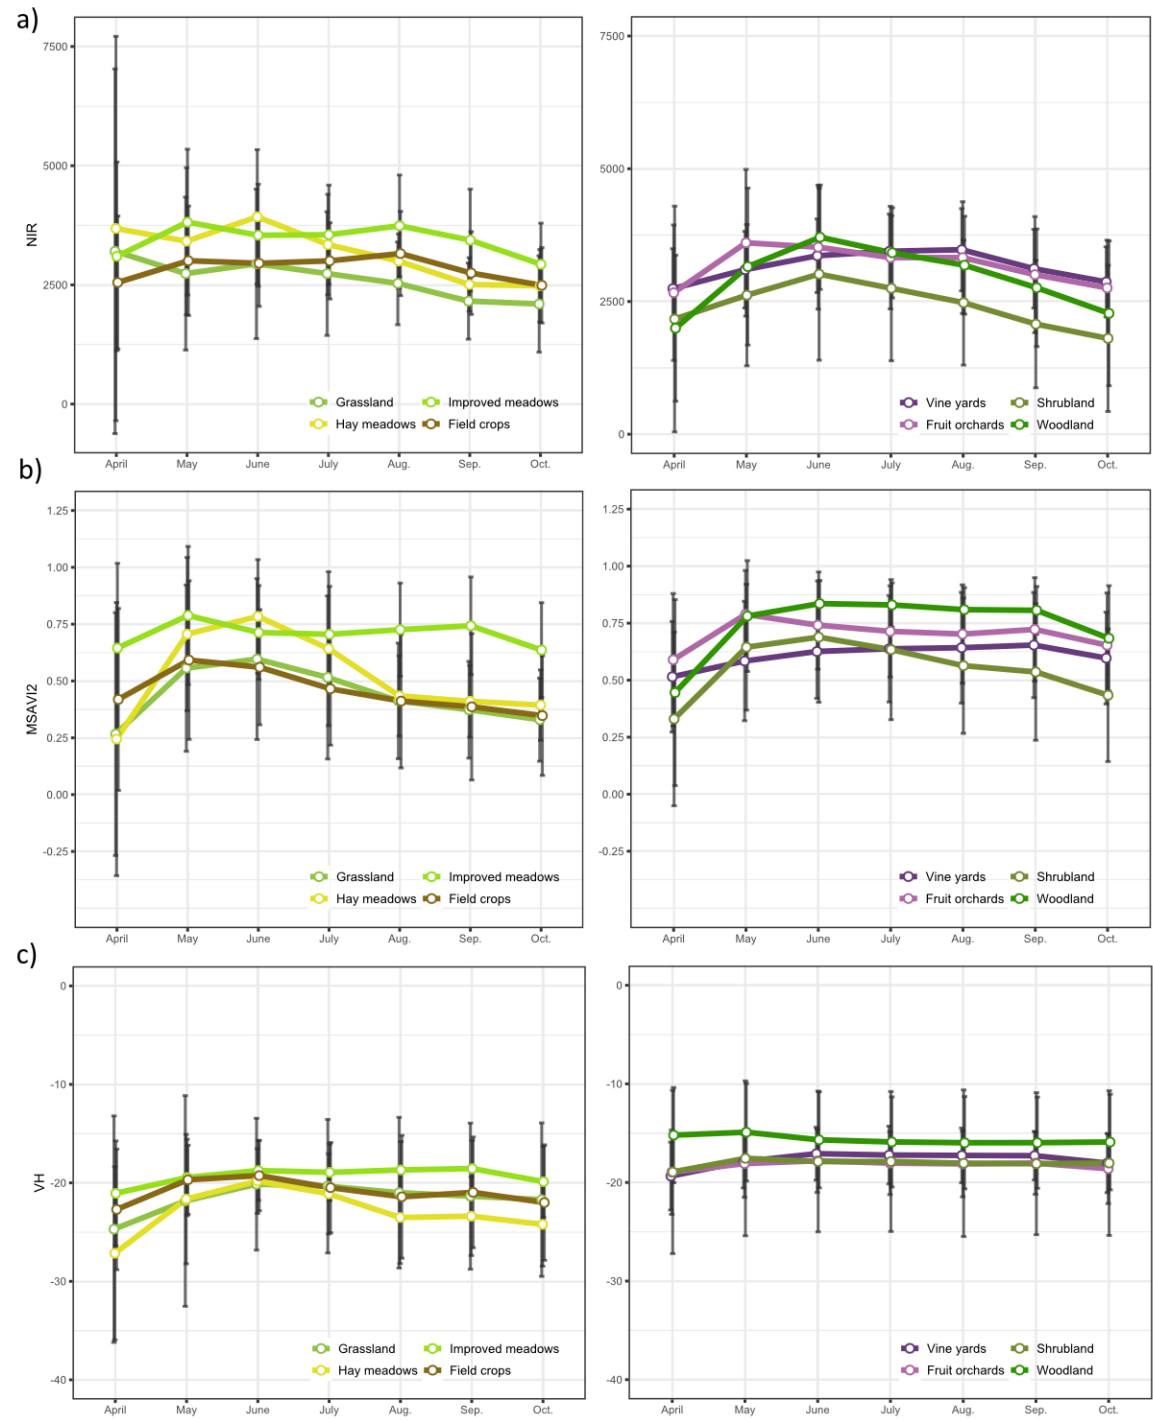 a)
NIR
7500
5000
2500
0
Grassland Improved meadows
Hay meadows Field crops
April May June July Aug. Sep. Oct.
7500
5000
2500
0
Vine yards Shrubland
Fruit orchards Woodland
April May June July Aug. Sep. Oct.
b)
MSAVI2
1.25
1.00
0.75
0.50
0.25
0.00
-0.25
Grassland Improved meadows
Hay meadows Field crops
April May June July Aug. Sep. Oct.
1.25
1.00
0.75
0.50
0.25
0.00
-0.25
Vine yards Shrubland
Fruit orchards Woodland
April May June July Aug. Sep. Oct.
c)
VH
0
-10
-20
-30
-40
Grassland Improved meadows
Hay meadows Field crops
April May June July Aug. Sep. Oct.
0
-10
-20
-30
-40
Vine yards Shrubland
Fruit orchards Woodland
April May June July Aug. Sep. Oct.